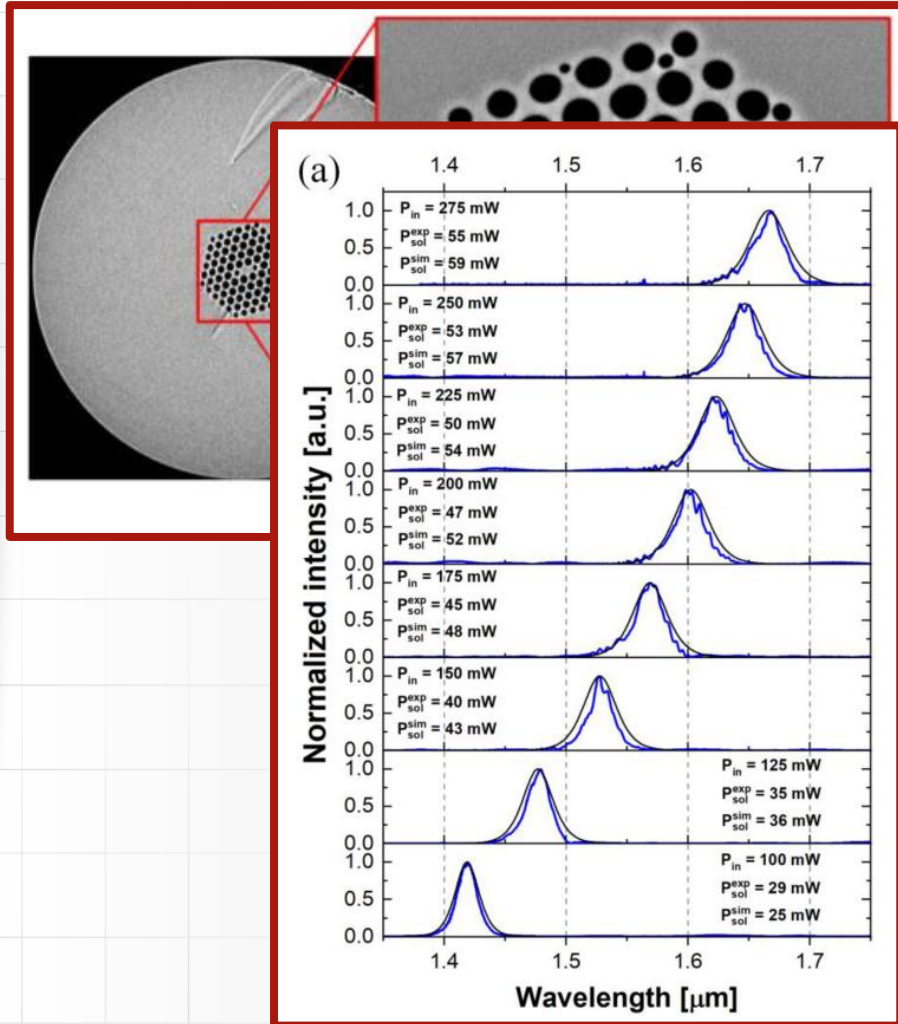 (a)
1.4 1.5 1.6 1.7
P_in = 275 mW
P_sol^exp = 55 mW
P_sol^sim = 59 mW
1.0
0.5
0.0
P_in = 250 mW
P_sol^exp = 53 mW
P_sol^sim = 57 mW
1.0
0.5
0.0
P_in = 225 mW
P_sol^exp = 50 mW
P_sol^sim = 54 mW
1.0
0.5
0.0
P_in = 200 mW
P_sol^exp = 47 mW
P_sol^sim = 52 mW
1.0
0.5
0.0
P_in = 175 mW
P_sol^exp = 45 mW
P_sol^sim = 48 mW
1.0
0.5
0.0
P_in = 150 mW
P_sol^exp = 40 mW
P_sol^sim = 43 mW
1.0
0.5
0.0
P_in = 125 mW
P_sol^exp = 35 mW
P_sol^sim = 36 mW
1.0
0.5
0.0
P_in = 100 mW
P_sol^exp = 29 mW
P_sol^sim = 25 mW
1.0
0.5
0.0
Normalized intensity [a.u.]
1.4 1.5 1.6 1.7
Wavelength [μm]